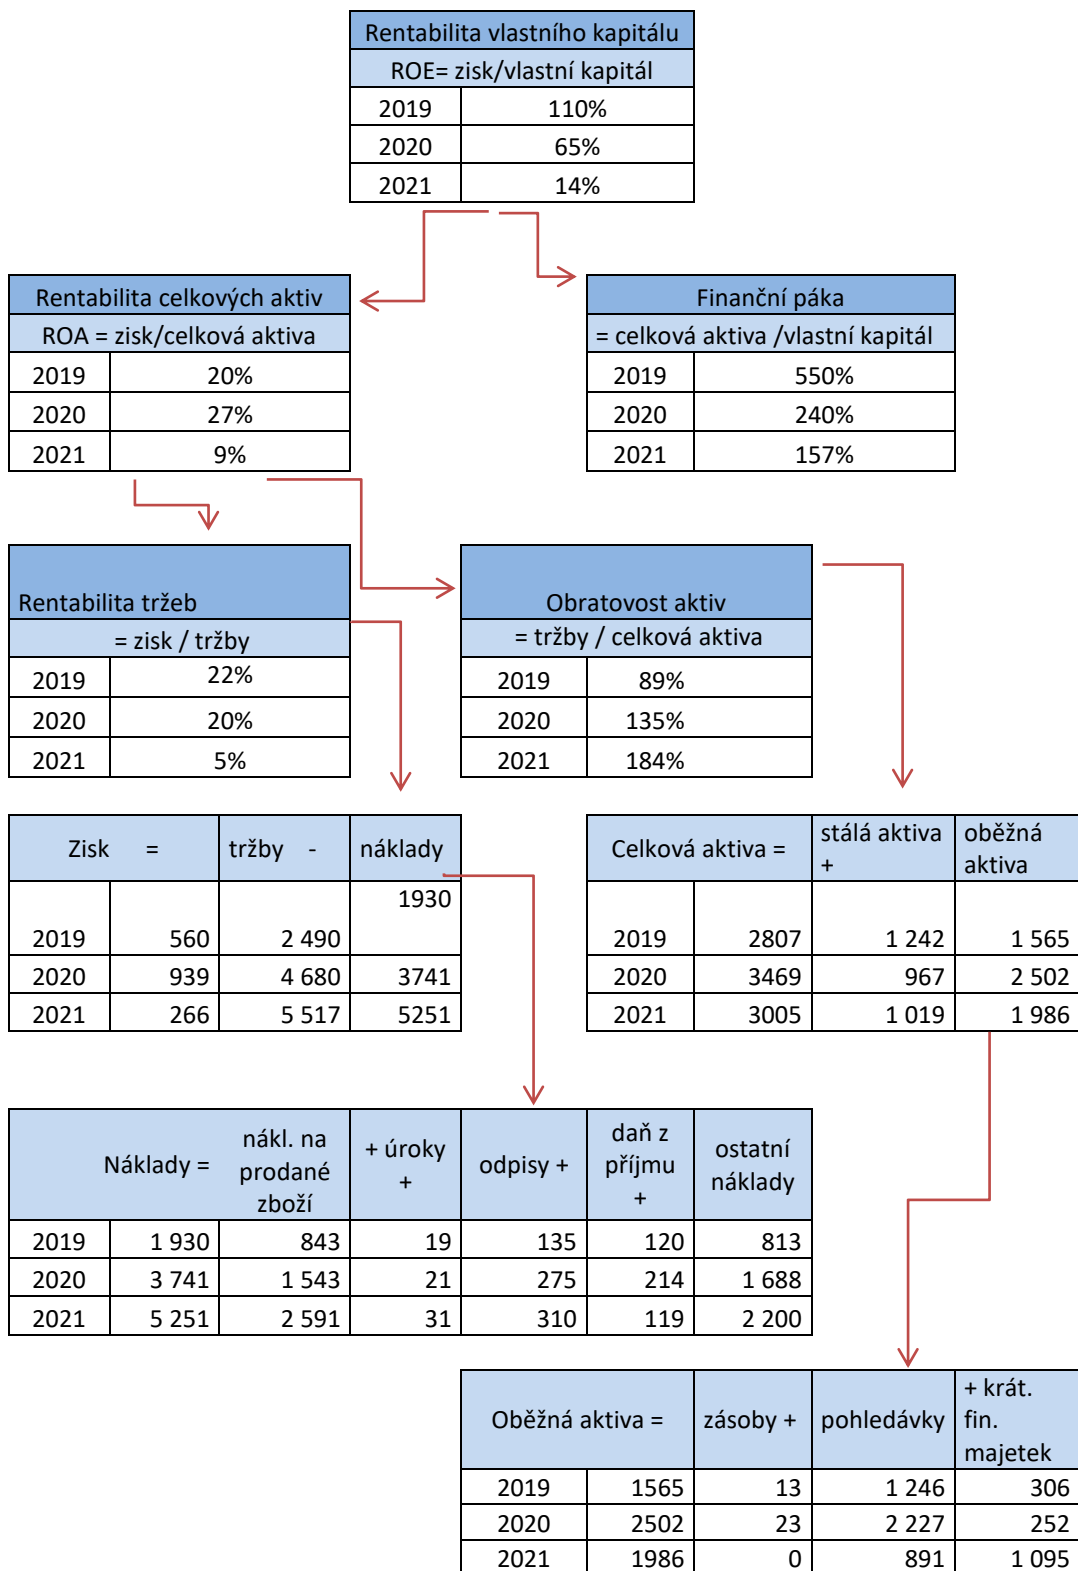 Rentabilita vlastního kapitálu
ROE= zisk/vlastní kapitál
2019 110%
2020 65%
2021 14%
Rentabilita celkových aktiv
ROA = zisk/celková aktiva
2019 20%
2020 27%
2021 9%
Finanční páka
= celková aktiva /vlastní kapitál
2019 550%
2020 240%
2021 157%
Rentabilita tržeb
= zisk / tržby
2019 22%
2020 20%
2021 5%
Obratovost aktiv
= tržby / celková aktiva
2019 89%
2020 135%
2021 184%
Zisk = tržby - náklady
2019 560 2 490 1930
2020 939 4 680 3741
2021 266 5 517 5251
Celková aktiva = stálá aktiva + oběžná aktiva
2019 2807 1 242 1 565
2020 3469 967 2 502
2021 3005 1 019 1 986
Náklady = nákl. na prodané zboží + úroky + odpisy + daň z příjmu + ostatní náklady
2019 1 930 843 19 135 120 813
2020 3 741 1 543 21 275 214 1 688
2021 5 251 2 591 31 310 119 2 200
Oběžná aktiva = zásoby + pohledávky + krát. fin. majetek
2019 1565 13 1 246 306
2020 2502 23 2 227 252
2021 1986 0 891 1 095